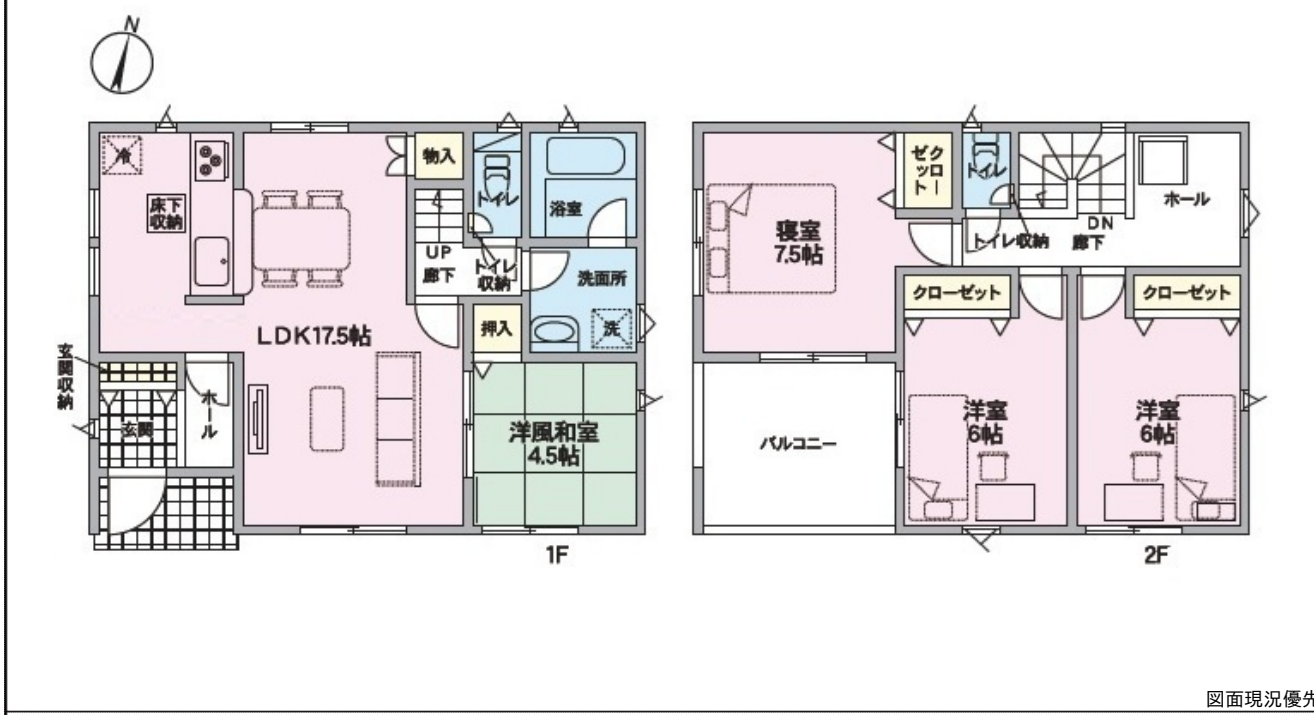 N
冷
床下
収納
物入
トイレ
浴室
UP
廊下
トイレ
収納
洗面所
LDK17.5帖
押入
洗
玄関収納
玄関
ホール
洋風和室
4.5帖
1F
寝室
7.5帖
クローゼット
トイレ
ホール
DN
トイレ収納
廊下
クローゼット
クローゼット
バルコニー
洋室
6帖
洋室
6帖
2F
図面現況優先